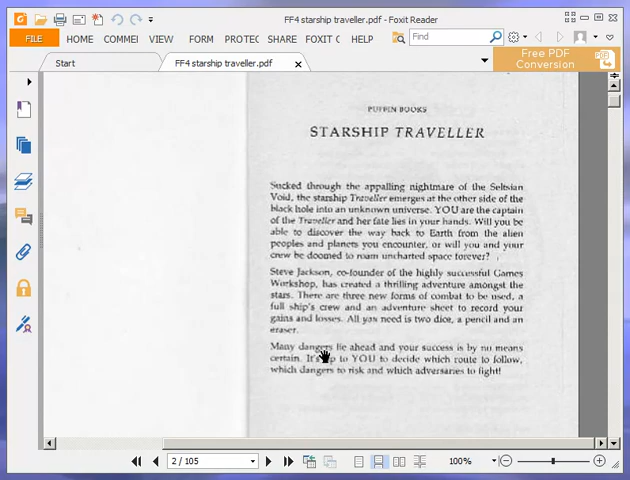 FF4 starship traveller.pdf - Foxit Reader
FILE HOME COMMEI VIEW FORM PROTEC SHARE FOXIT C HELP Find
Start FF4 starship traveller.pdf Free PDF
Conversion
PUFFIN BOOKS
STARSHIP TRAVELLER
Sucked through the appalling nightmare of the Seltsian
Void, the starship Traveller emerges at the other side of the
black hole into an unknown universe. YOU are the captain
of the Traveller and her fate lies in your hands. Will you be
able to discover the way back to Earth from the alien
peoples and planets you encounter, or will you and your
crew be doomed to roam uncharted space forever?
Steve Jackson, co-founder of the highly successful Games
Workshop, has created a thrilling adventure amongst the
stars. There are three new forms of combat to be used, a
full ship's crew and an adventure sheet to record your
gains and losses. All you need is two dice, a pencil and an
eraser.
Many dangers lie ahead and your success is by no means
certain. It's up to YOU to decide which route to follow,
which dangers to risk and which adversaries to fight!
2 / 105 100%